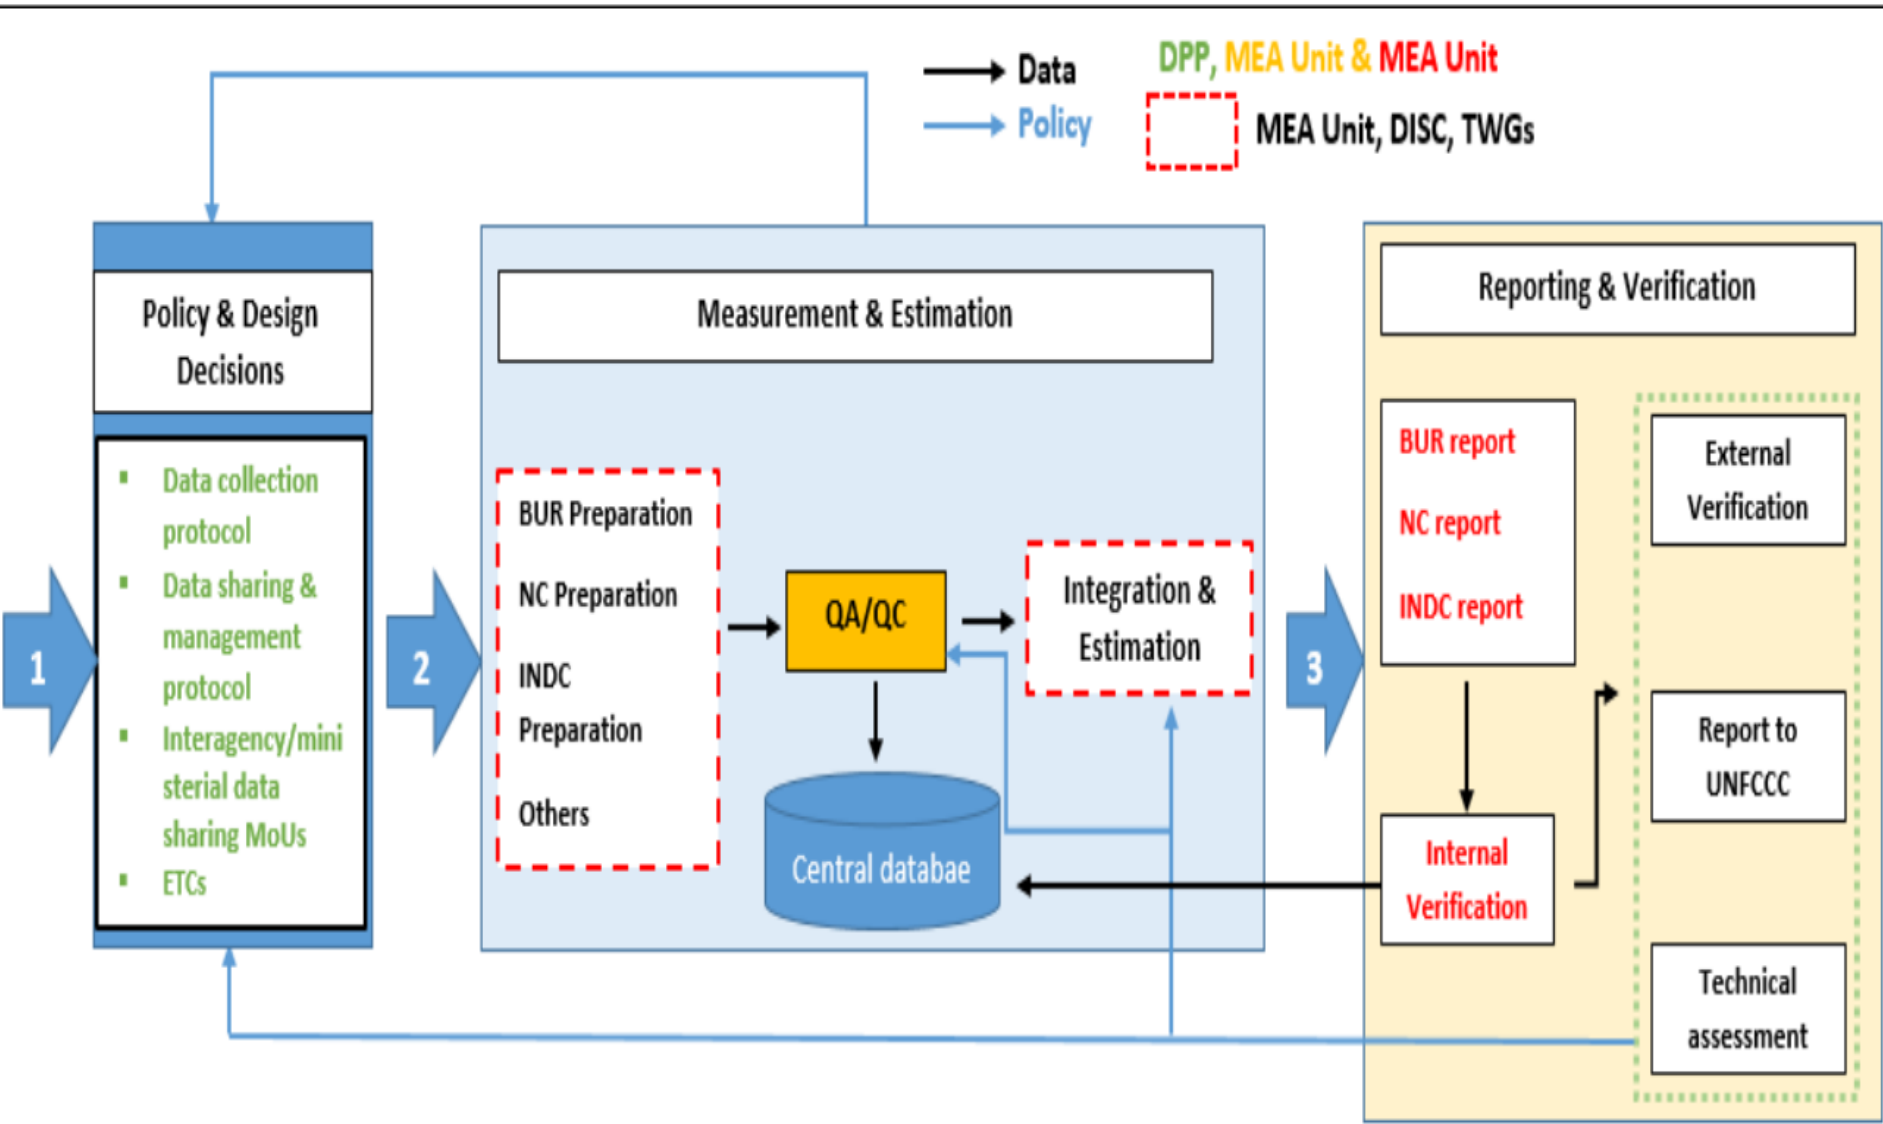 Data
Policy
DPP, MEA Unit & MEA Unit
MEA Unit, DISC, TWGs
1
Policy & Design
Decisions
▪ Data collection
protocol
▪ Data sharing &
management
protocol
▪ Interagency/mini
sterial data
sharing MoUs
▪ ETCs
2
Measurement & Estimation
BUR Preparation
NC Preparation
INDC
Preparation
Others
QA/QC
Integration &
Estimation
Central databae
3
Reporting & Verification
BUR report
NC report
INDC report
Internal
Verification
External
Verification
Report to
UNFCCC
Technical
assessment